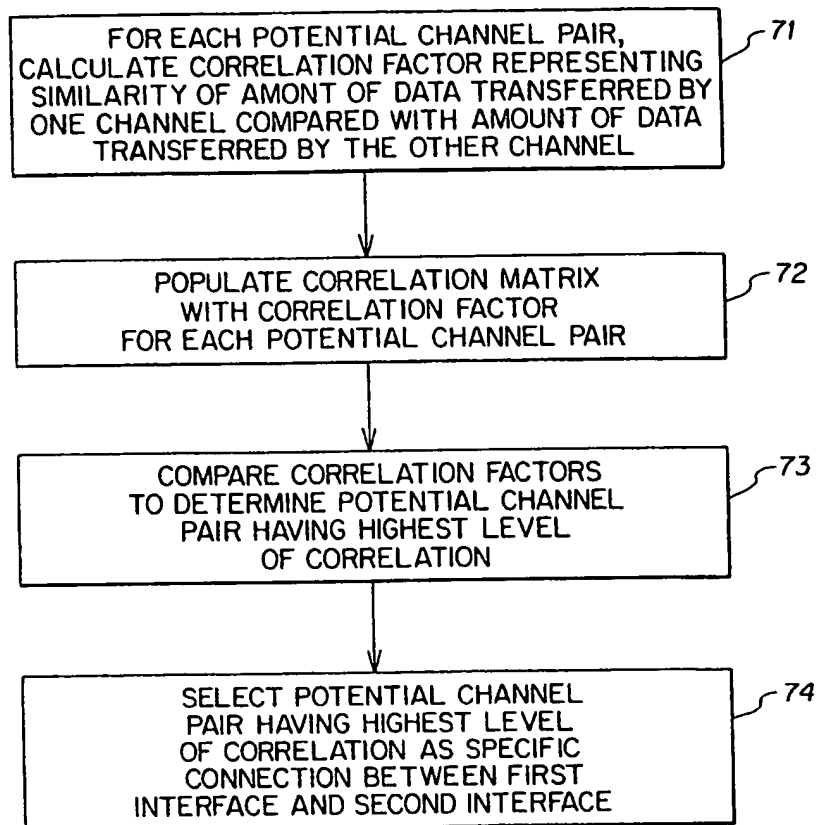 FOR EACH POTENTIAL CHANNEL PAIR,
CALCULATE CORRELATION FACTOR REPRESENTING
SIMILARITY OF AMONT OF DATA TRANSFERRED BY
ONE CHANNEL COMPARED WITH AMOUNT OF DATA
TRANSFERRED BY THE OTHER CHANNEL
71
POPULATE CORRELATION MATRIX
WITH CORRELATION FACTOR
FOR EACH POTENTIAL CHANNEL PAIR
72
COMPARE CORRELATION FACTORS
TO DETERMINE POTENTIAL CHANNEL
PAIR HAVING HIGHEST LEVEL
OF CORRELATION
73
SELECT POTENTIAL CHANNEL
PAIR HAVING HIGHEST LEVEL
OF CORRELATION AS SPECIFIC
CONNECTION BETWEEN FIRST
INTERFACE AND SECOND INTERFACE
74